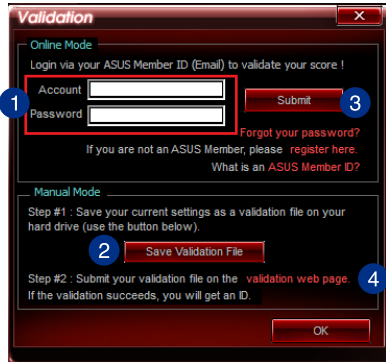 Validation
Online Mode
Login via your ASUS Member ID (Email) to validate your score !
1
Account
Submit
3
Password
Forgot your password?
If you are not an ASUS Member, please register here.
What is an ASUS Member ID?
Manual Mode
Step #1 : Save your current settings as a validation file on your
hard drive (use the button below).
2
Save Validation File
Step #2 : Submit your validation file on the validation web page.
4
If the validation succeeds, you will get an ID.
OK